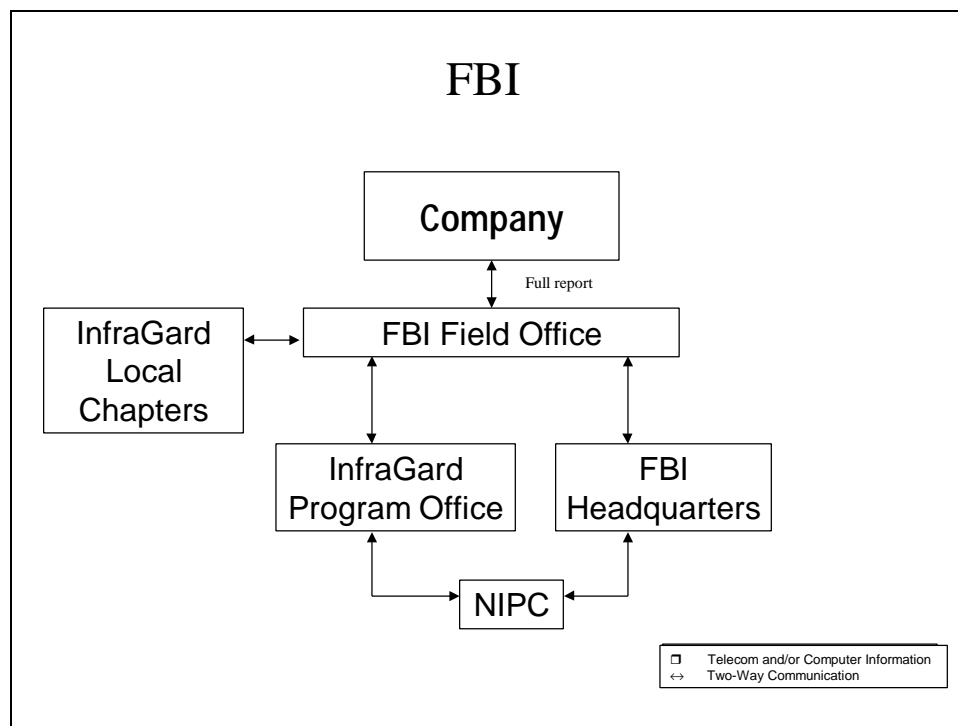 FBI
Company
Full report
FBI Field Office
InfraGard
Local
Chapters
InfraGard
Program Office
FBI
Headquarters
NIPC
❒ Telecom and/or Computer Information
↔ Two-Way Communication